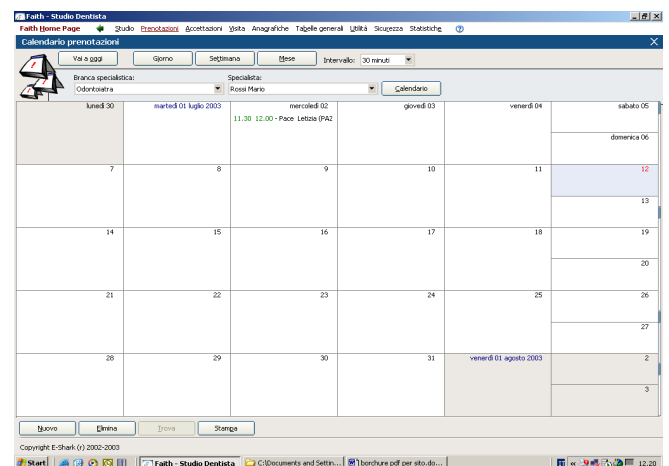 Faith - Studio Dentista
Faith Home Page Studio Prenotazioni Accettazioni Visita Anagrafiche Tabelle generali Utilità Sicurezza Statistiche
Calendario prenotazioni
Vai a oggi Giorno Settimana Mese Intervallo: 30 minuti
Branca specialistica: Specialista:
Odontoiatra Rossi Mario Calendario
lunedì 30 martedì 01 luglio 2003 mercoledì 02 giovedì 03 venerdì 04 sabato 05
11.30 12.00 - Pace Letizia (PA2
domenica 06
7 8 9 10 11 12
13
14 15 16 17 18 19
20
21 22 23 24 25 26
27
28 29 30 31 venerdì 01 agosto 2003 2
3
Nuovo Elimina Trova Stampa
Copyright E-Shark (r) 2002-2003
Start Faith - Studio Dentista C:\Documents and Settin... borchure pdf per sito.do... « 12.20